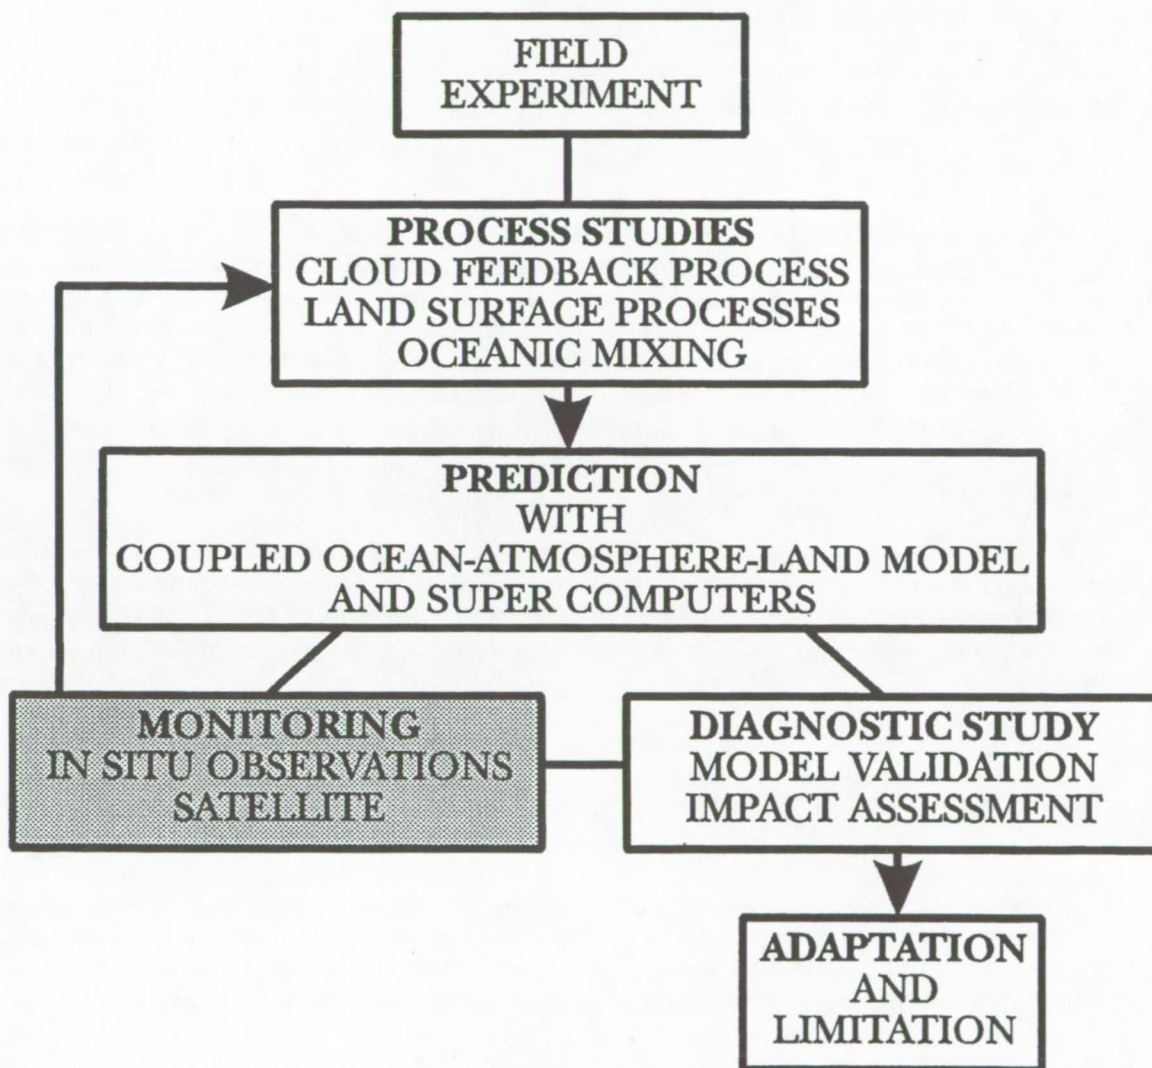 FIELD
EXPERIMENT
PROCESS STUDIES
CLOUD FEEDBACK PROCESS
LAND SURFACE PROCESSES
OCEANIC MIXING
PREDICTION
WITH
COUPLED OCEAN-ATMOSPHERE-LAND MODEL
AND SUPER COMPUTERS
MONITORING
IN SITU OBSERVATIONS
SATELLITE
DIAGNOSTIC STUDY
MODEL VALIDATION
IMPACT ASSESSMENT
ADAPTATION
AND
LIMITATION